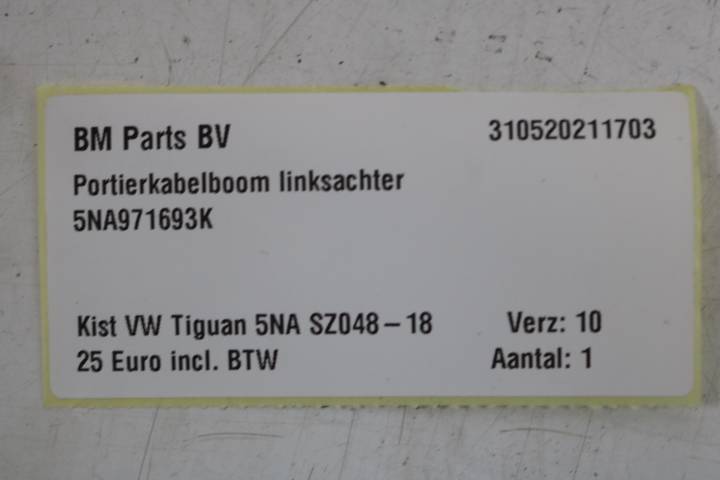 BM Parts BV 310520211703
Portierkabelboom linksachter
5NA971693K
Kist VW Tiguan 5NA SZ048-18 Verz: 10
25 Euro incl. BTW Aantal: 1